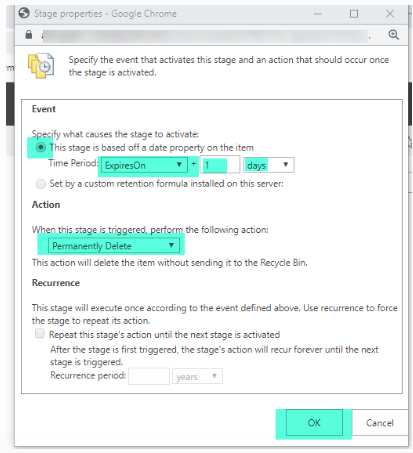 Stage properties - Google Chrome
Specify the event that activates this stage and an action that should occur once
the stage is activated.
Event
Specify what causes the stage to activate:
This stage is based off a date property on the item
Time Period: ExpiresOn + 1 days
Set by a custom retention formula installed on this server:
Action
When this stage is triggered, perform the following action:
Permanently Delete
This action will delete the item without sending it to the Recycle Bin.
Recurrence
This stage will execute once according to the event defined above. Use recurrence to force
the stage to repeat its action.
Repeat this stage's action until the next stage is activated
After the stage is first triggered, the stage's action will recur forever until the next
stage is triggered.
Recurrence period: years
OK Cancel